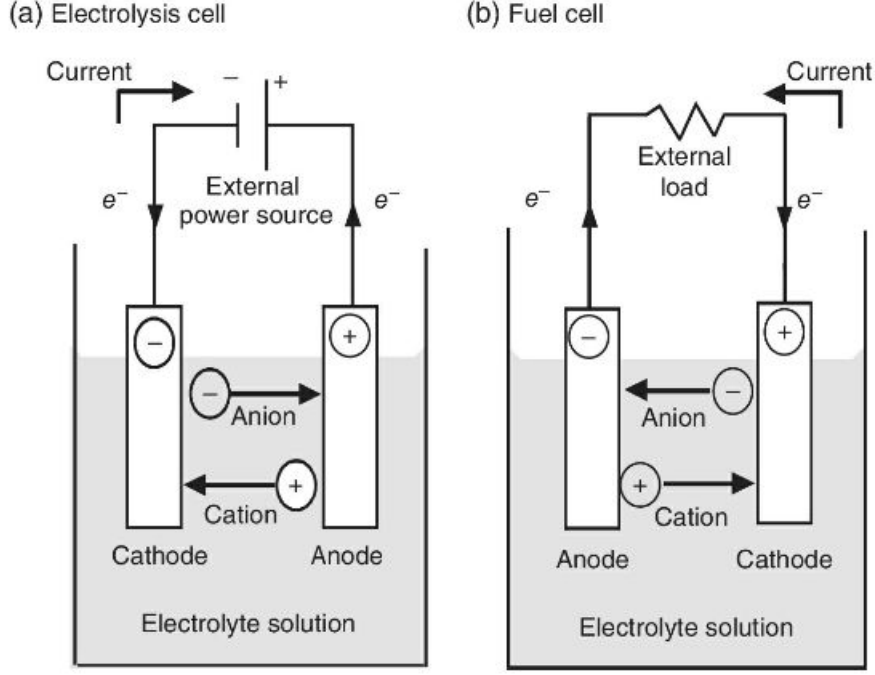 (a) Electrolysis cell
Current
− +
e−
External
power source
e−
−
+
−
Anion
+
Cation
Cathode
Anode
Electrolyte solution
(b) Fuel cell
Current
External
load
e−
e−
−
+
−
Anion
+
Cation
Anode
Cathode
Electrolyte solution